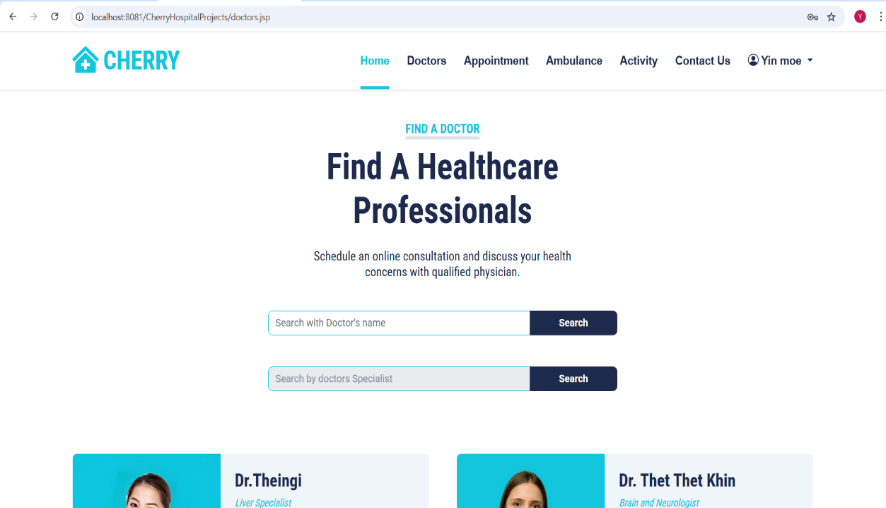 localhost:8081/CherryHospitalProjects/doctors.jsp
Y
CHERRY
Home Doctors Appointment Ambulance Activity Contact Us Yin moe
FIND A DOCTOR
Find A Healthcare
Professionals
Schedule an online consultation and discuss your health
concerns with qualified physician.
Search with Doctor's name Search
Search by doctors Specialist Search
Dr.Theingi Dr. Thet Thet Khin
Liver Specialist Brain and Neurologist